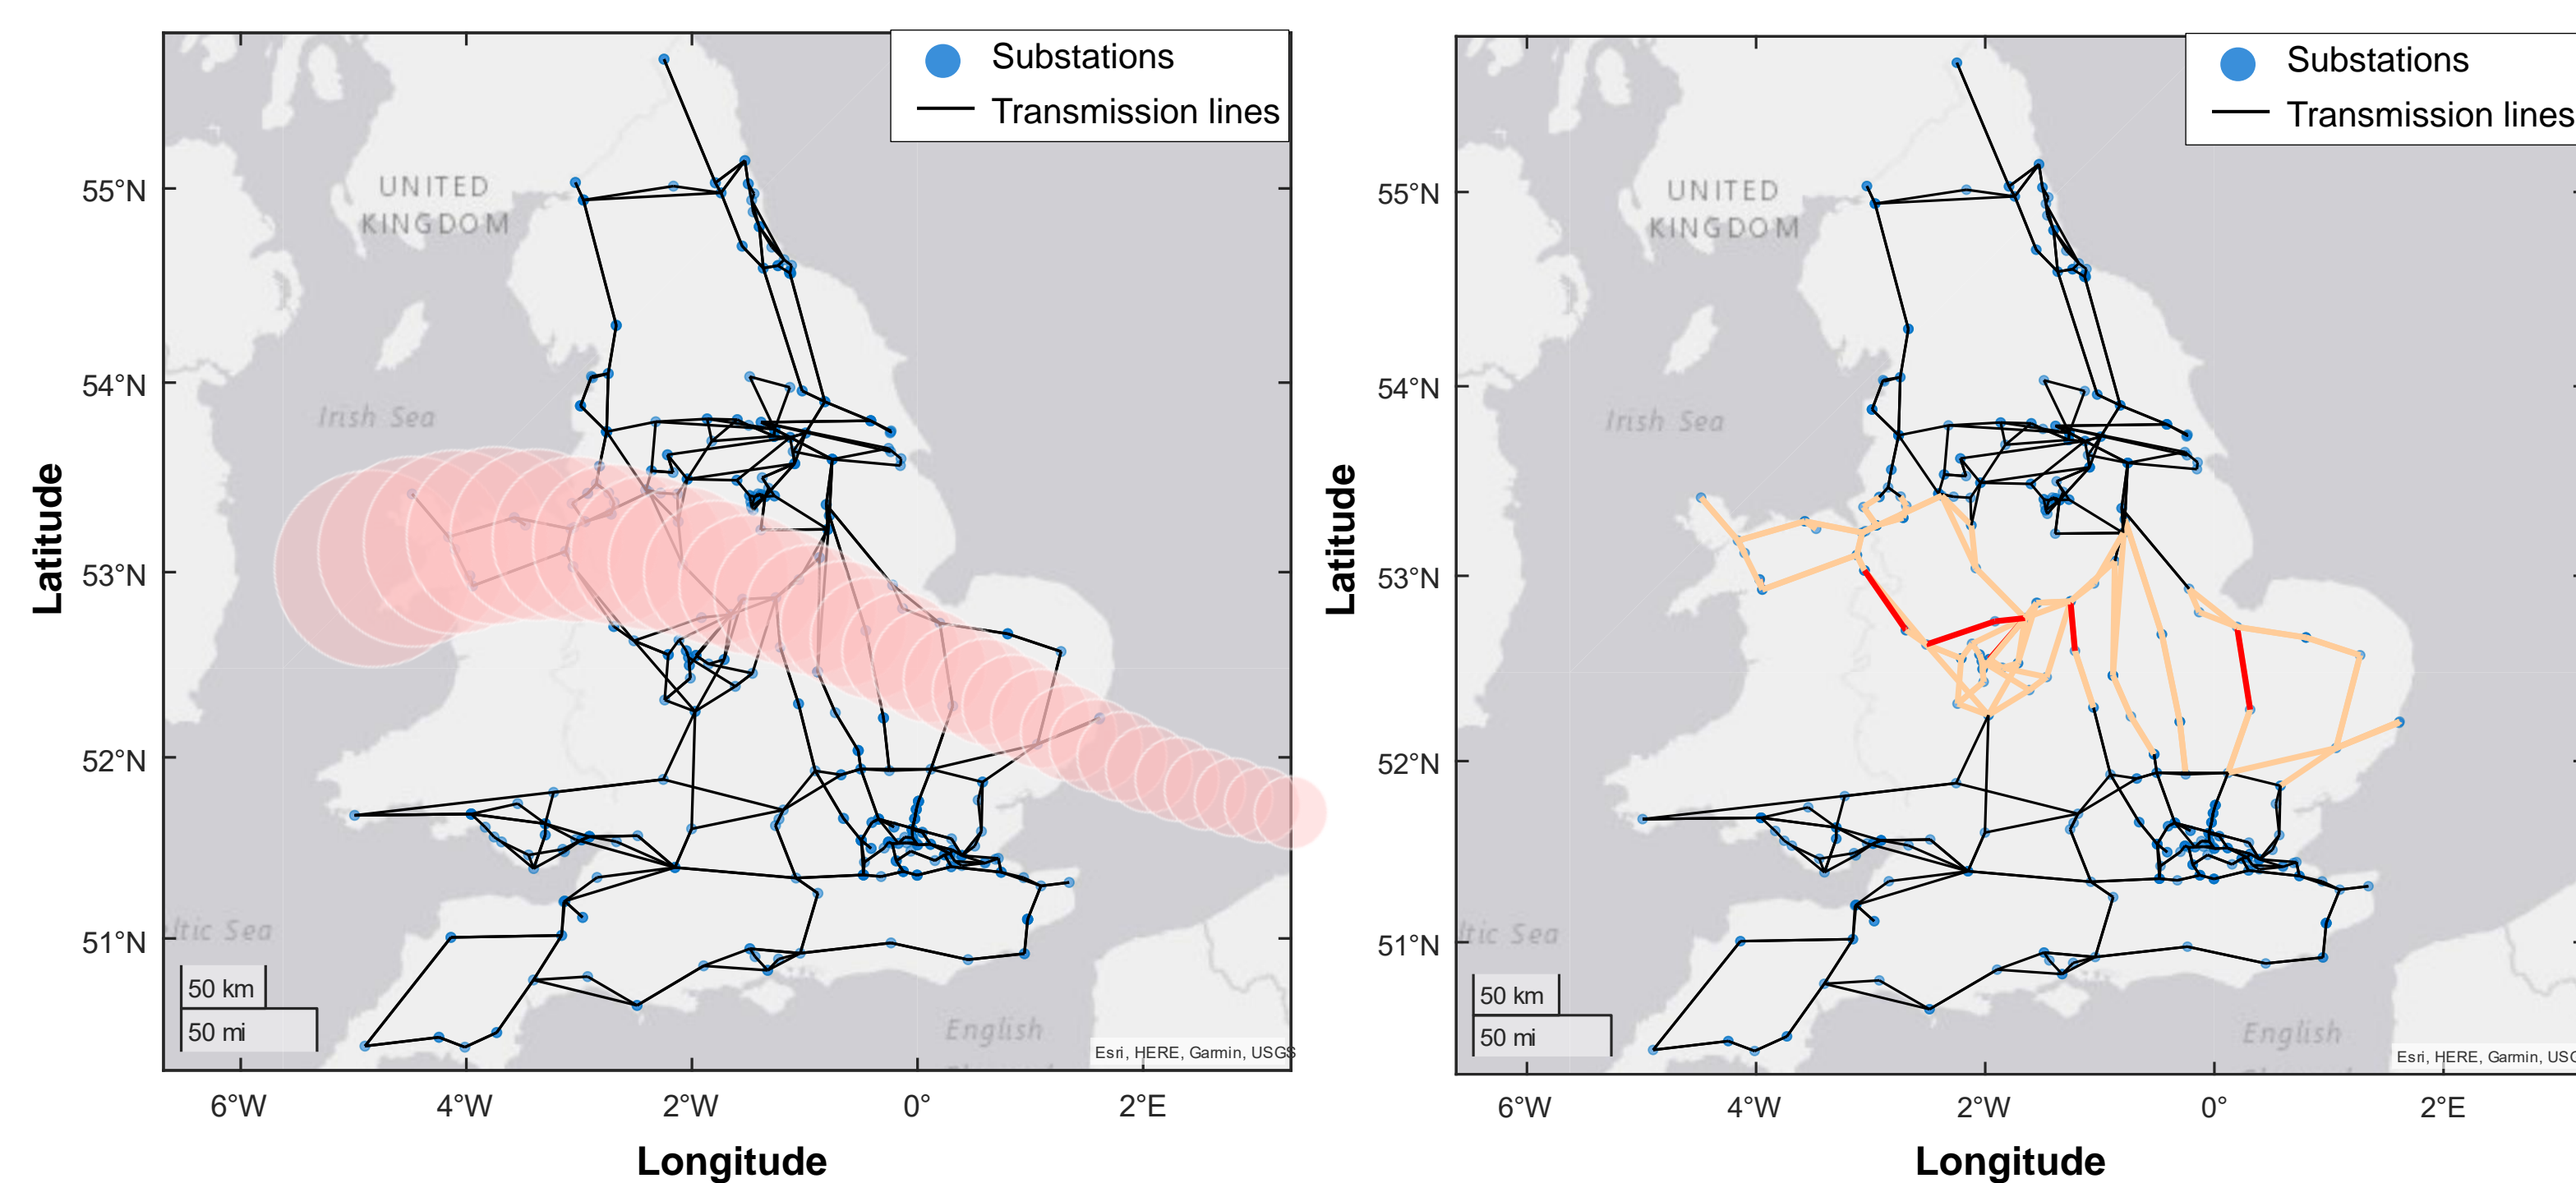 Substations
Transmission lines
UNITED
KINGDOM
Irish Sea
ltic Sea
English
55°N
54°N
53°N
52°N
51°N
Latitude
50 km
50 mi
Esri, HERE, Garmin, USGS
6°W
4°W
2°W
0°
2°E
Longitude
Substations
Transmission lines
UNITED
KINGDOM
Irish Sea
ltic Sea
English
55°N
54°N
53°N
52°N
51°N
Latitude
50 km
50 mi
Esri, HERE, Garmin, USG
6°W
4°W
2°W
0°
2°E
Longitude